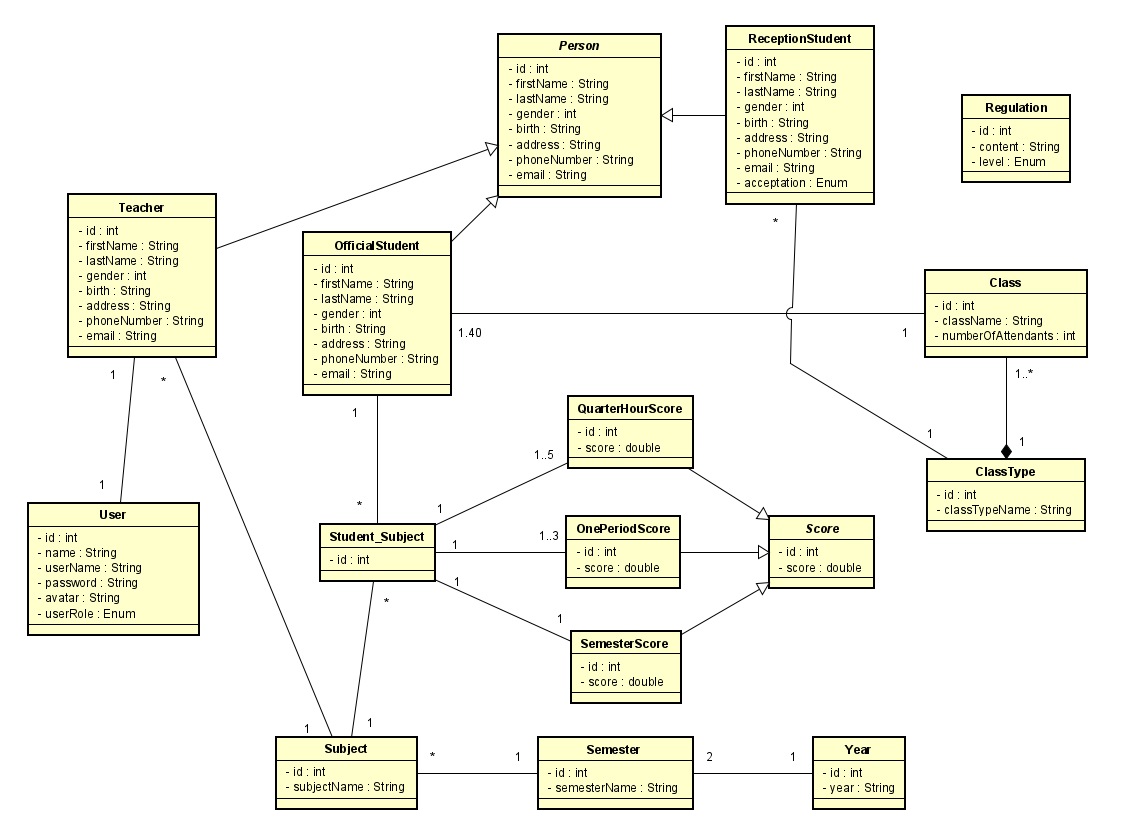 Person
- id : int
- firstName : String
- lastName : String
- gender : int
- birth : String
- address : String
- phoneNumber : String
- email : String
ReceptionStudent
- id : int
- firstName : String
- lastName : String
- gender : int
- birth : String
- address : String
- phoneNumber : String
- email : String
- acceptation : Enum
Regulation
- id : int
- content : String
- level : Enum
Teacher
- id : int
- firstName : String
- lastName : String
- gender : int
- birth : String
- address : String
- phoneNumber : String
- email : String
OfficialStudent
- id : int
- firstName : String
- lastName : String
- gender : int
- birth : String
- address : String
- phoneNumber : String
- email : String
*
Class
- id : int
- className : String
- numberOfAttendants : int
1.40
1
1
*
1..*
1
1
1
QuarterHourScore
- id : int
- score : double
ClassType
- id : int
- classTypeName : String
1
User
- id : int
- name : String
- userName : String
- password : String
- avatar : String
- userRole : Enum
*
Student_Subject
- id : int
1
1..5
1
1..3
1
1
OnePeriodScore
- id : int
- score : double
Score
- id : int
- score : double
SemesterScore
- id : int
- score : double
*
1
1
Subject
- id : int
- subjectName : String
*
1
Semester
- id : int
- semesterName : String
2
1
Year
- id : int
- year : String